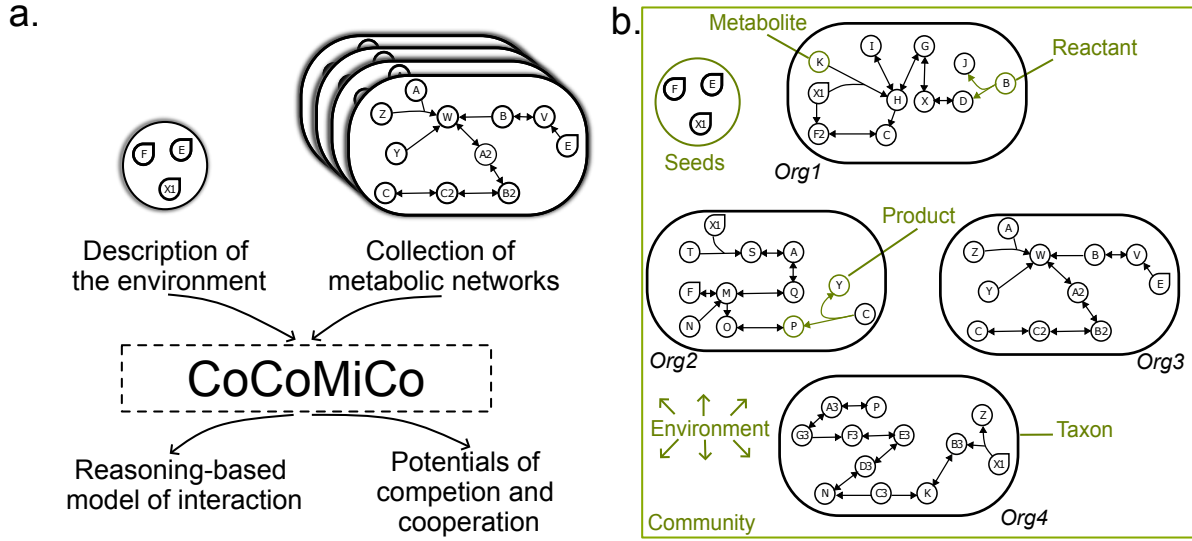 a.
A
Z
W
B
V
E
Y
A2
C
C2
B2
F
E
X1
Description of
the environment
Collection of
metabolic networks
CoCoMiCo
Reasoning-based
model of interaction
Potentials of
competion and
cooperation
b.
Metabolite
Reactant
F
E
X1
Seeds
I
G
J
K
B
X1
H
X
D
F2
C
Org1
X1
Product
T
S
A
F
M
Q
Y
N
O
P
C
Org2
A
Z
W
B
V
E
Y
A2
C
C2
B2
Org3
Environment
A3
P
G3
F3
E3
Z
B3
X1
D3
N
C3
K
Taxon
Org4
Community